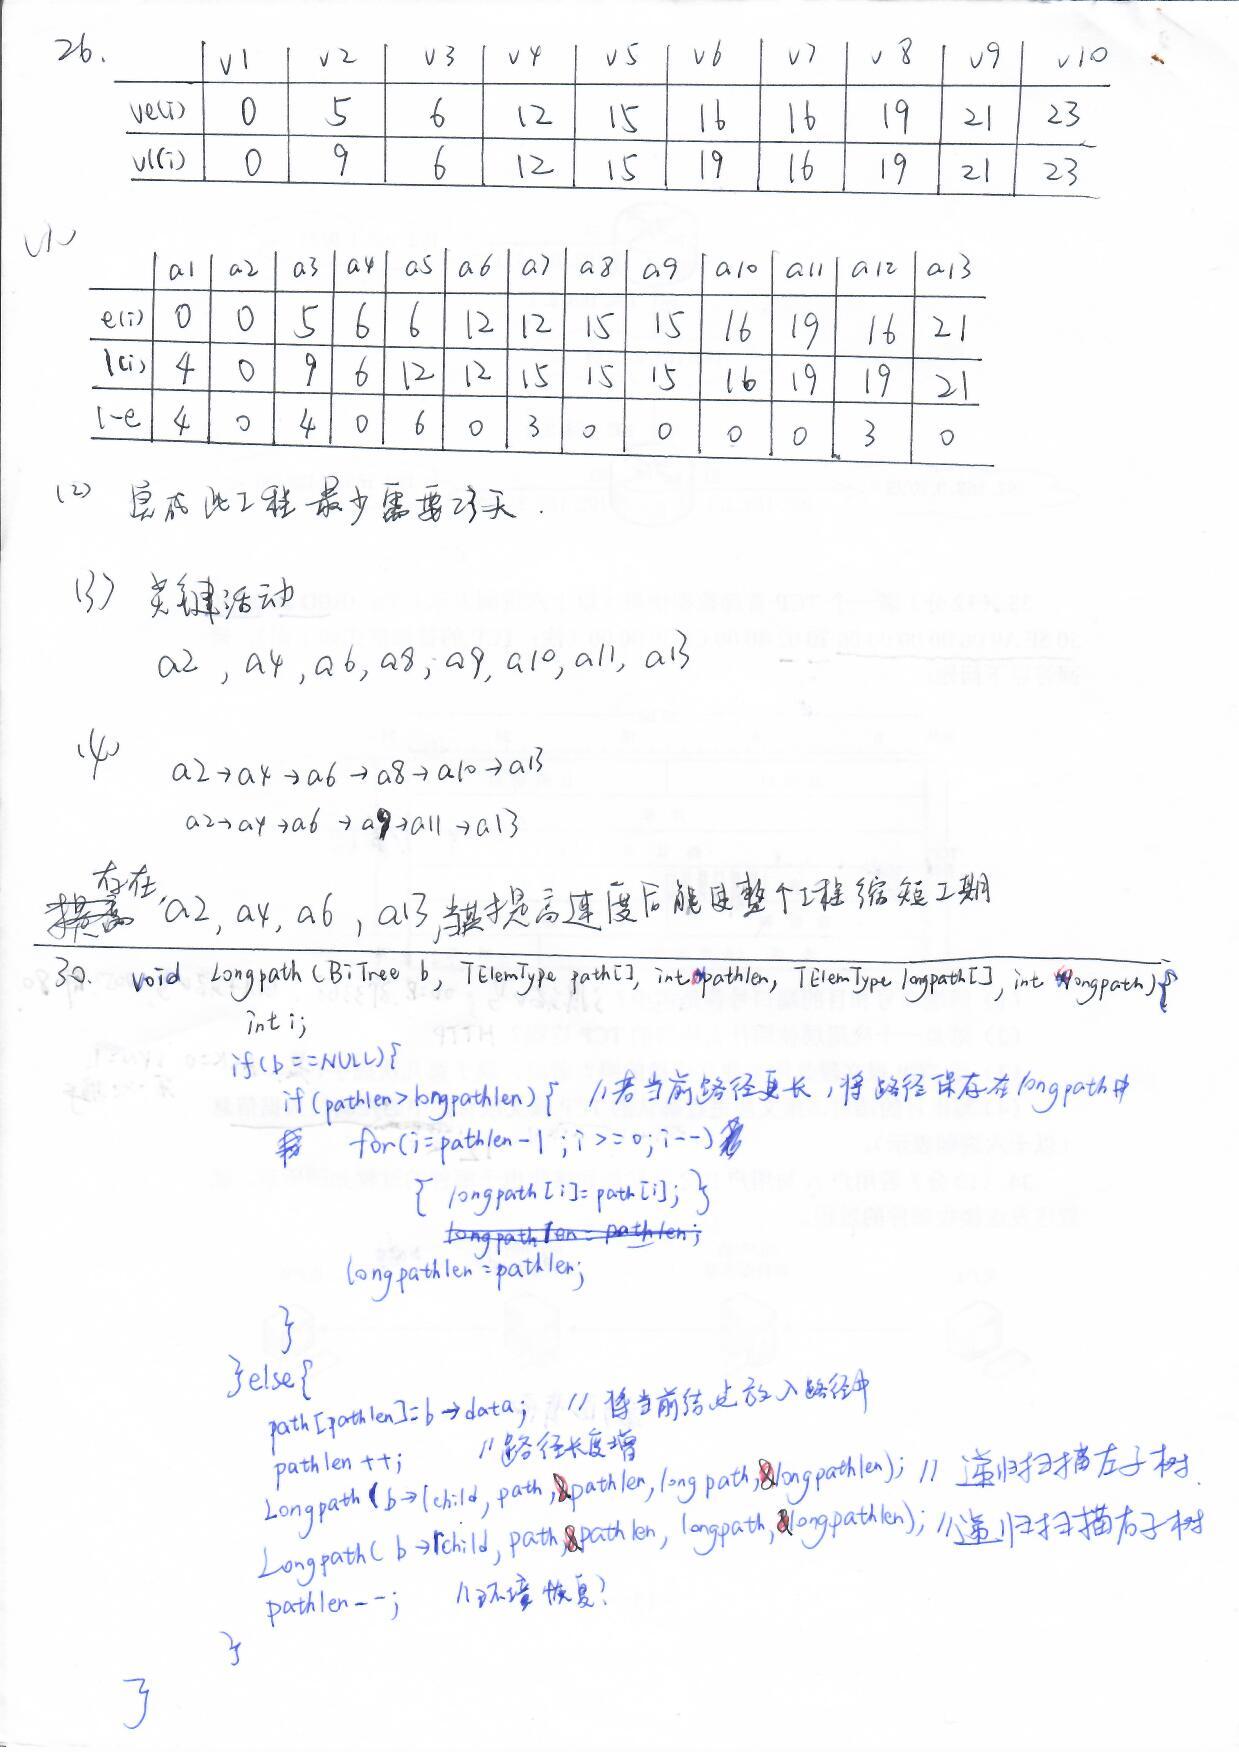 26.
v1 v2 v3 v4 v5 v6 v7 v8 v9 v10
ve(i) 0 5 6 12 15 16 16 19 21 23
vl(i) 0 9 6 12 15 19 16 19 21 23
(1)
a1 a2 a3 a4 a5 a6 a7 a8 a9 a10 a11 a12 a13
e(i) 0 0 5 6 6 12 12 15 15 16 19 16 21
l(i) 4 0 9 6 12 12 15 15 15 16 19 19 21
l-e 4 0 4 0 6 0 3 0 0 0 0 3 0
(2) 完成此工程最少需要23天.
(3) 关键活动
a2, a4, a6, a8, a9, a10, a11, a13
(4) a2→a4→a6→a8→a10→a13
a2→a4→a6→a9→a11→a13
存在 a2, a4, a6, a13, 当其提高速度后能使整个工程缩短工期
30. void Longpath (BiTree b, TElemType path[], int pathlen, TElemType longpath[], int longpath) {
int i;
if(b==NULL){
if(pathlen>longpathlen){ //若当前路径更长,将路径保存在longpath中
for(i=pathlen-1;i>=0;i--)
{ longpath[i]=path[i]; }
longpathlen=pathlen;
longpathlen=pathlen;
}
}else{
path[pathlen]=b→data; //将当前结点放入路径中
pathlen++; //路径长度增
Longpath(b→lchild, path, pathlen, longpath, longpathlen); //递归扫描左子树
Longpath(b→rchild, path, pathlen, longpath, longpathlen); //递归扫描右子树
pathlen--; //环境恢复?
}
}